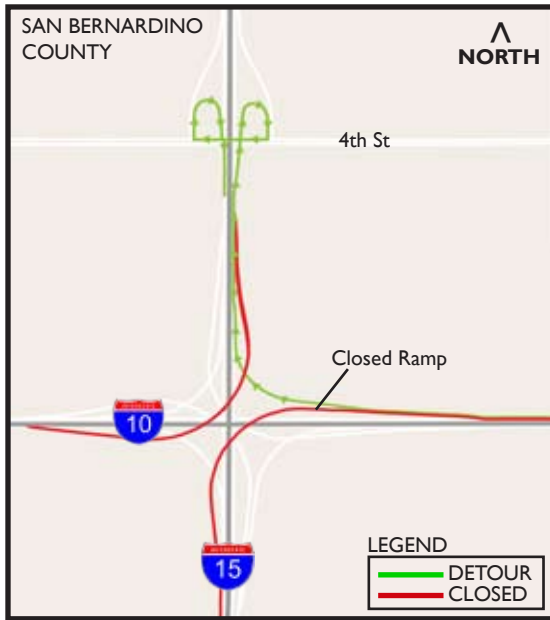 SAN BERNARDINO
COUNTY
NORTH
4th St
Closed Ramp
10
15
LEGEND
DETOUR
CLOSED